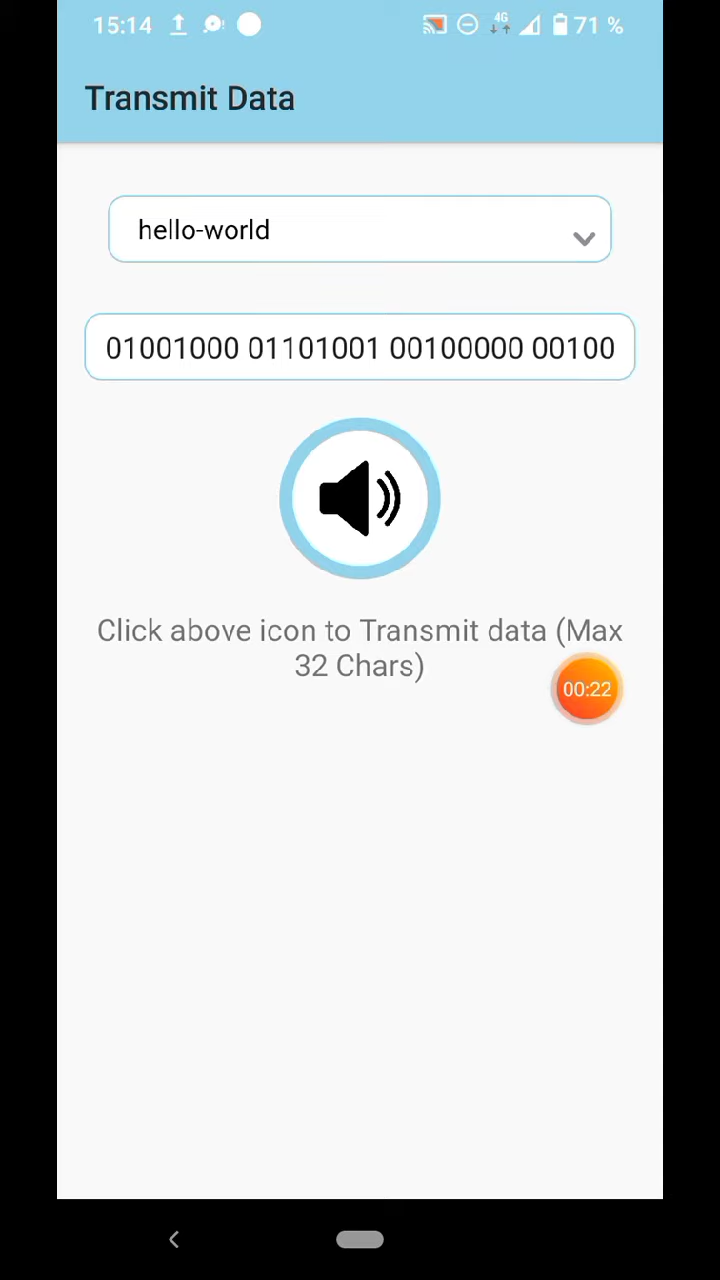 15:14 4G 71 %
Transmit Data
hello-world
01001000 01101001 00100000 00100
Click above icon to Transmit data (Max
32 Chars)
00:22